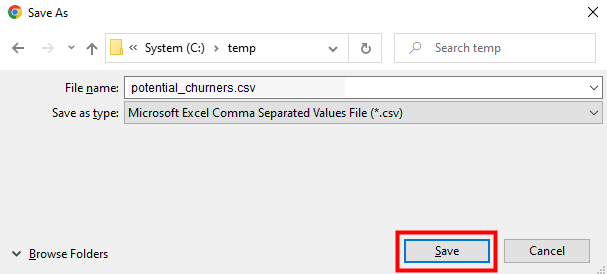 Save As
« System (C:) › temp ›
Search temp
File name: potential_churners.csv
Save as type: Microsoft Excel Comma Separated Values File (*.csv)
Browse Folders
Save
Cancel